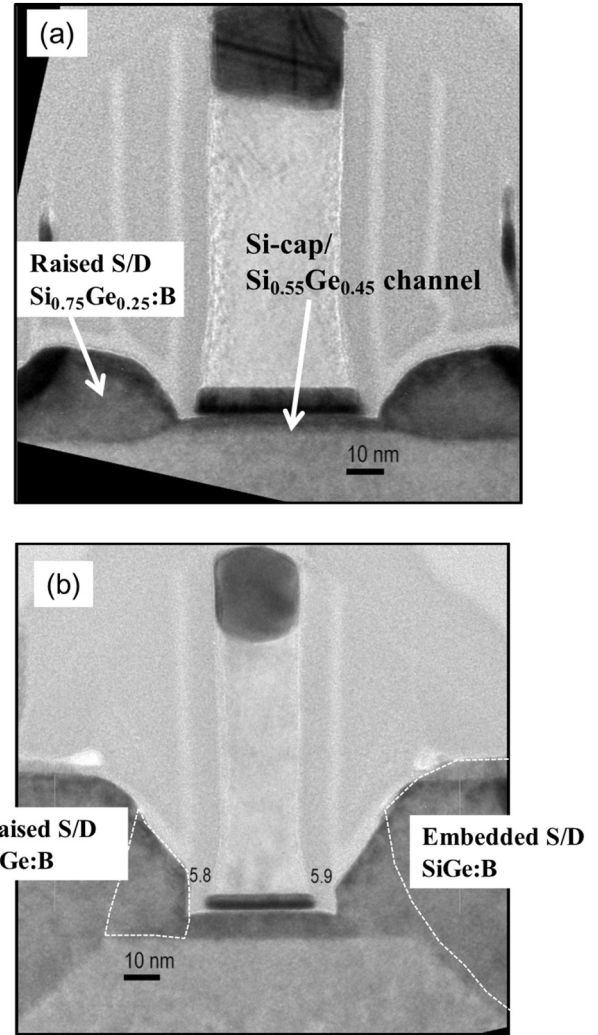 (a)
Raised S/D
Si₀.₇₅Ge₀.₂₅:B
Si-cap/
Si₀.₅₅Ge₀.₄₅ channel
10 nm
(b)
aised S/D
Ge:B
5.8
5.9
Embedded S/D
SiGe:B
10 nm